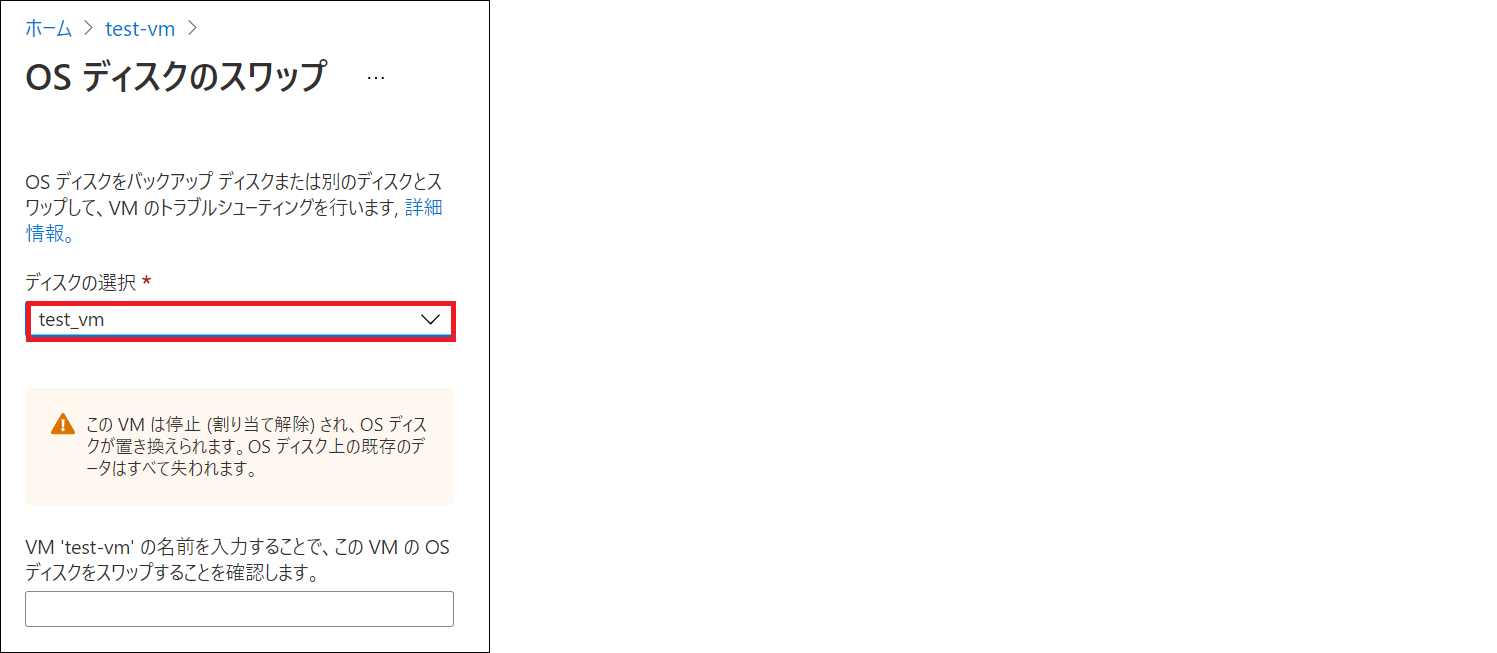 ホーム > test-vm >
OS ディスクのスワップ ...
OS ディスクをバックアップ ディスクまたは別のディスクとス
ワップして、VM のトラブルシューティングを行います, 詳細
情報。
ディスクの選択 *
test_vm
この VM は停止 (割り当て解除) され、OS ディス
クが置き換えられます。OS ディスク上の既存のデ
ータはすべて失われます。
VM 'test-vm' の名前を入力することで、この VM の OS
ディスクをスワップすることを確認します。